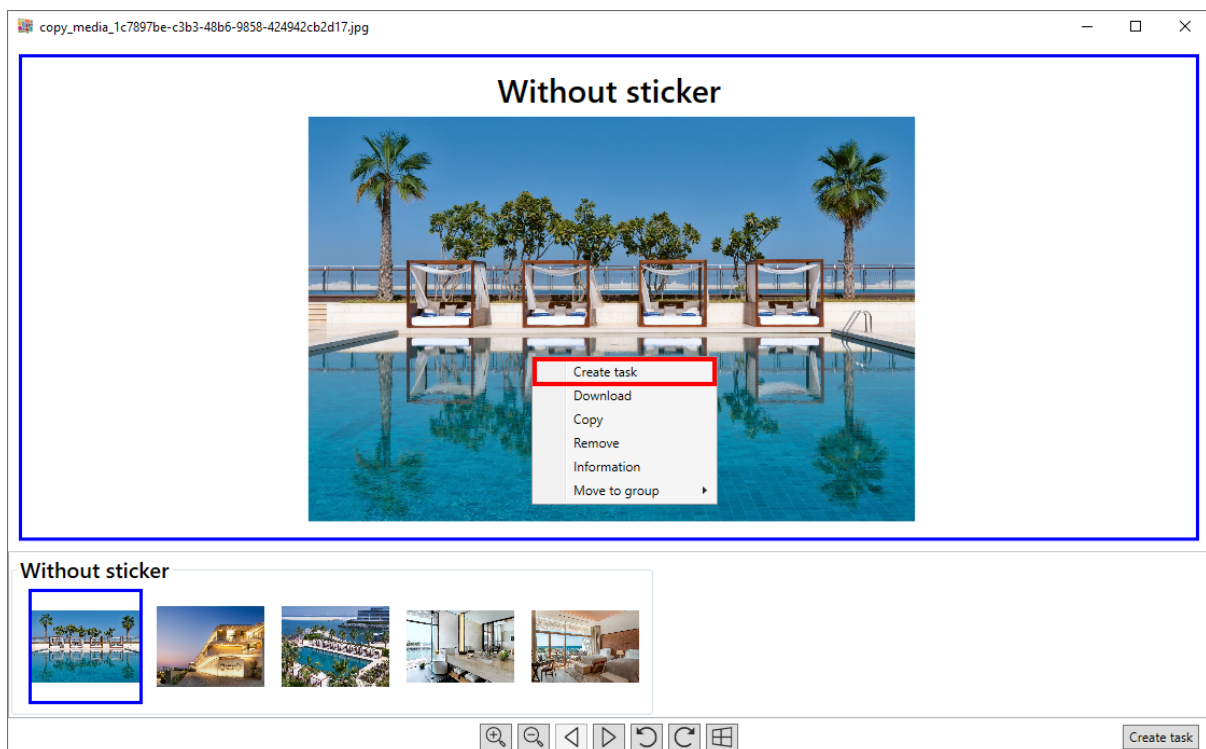 copy_media_1c7897be-c3b3-48b6-9858-424942cb2d17.jpg
Without sticker
Create task
Download
Copy
Remove
Information
Move to group
Without sticker
Create task